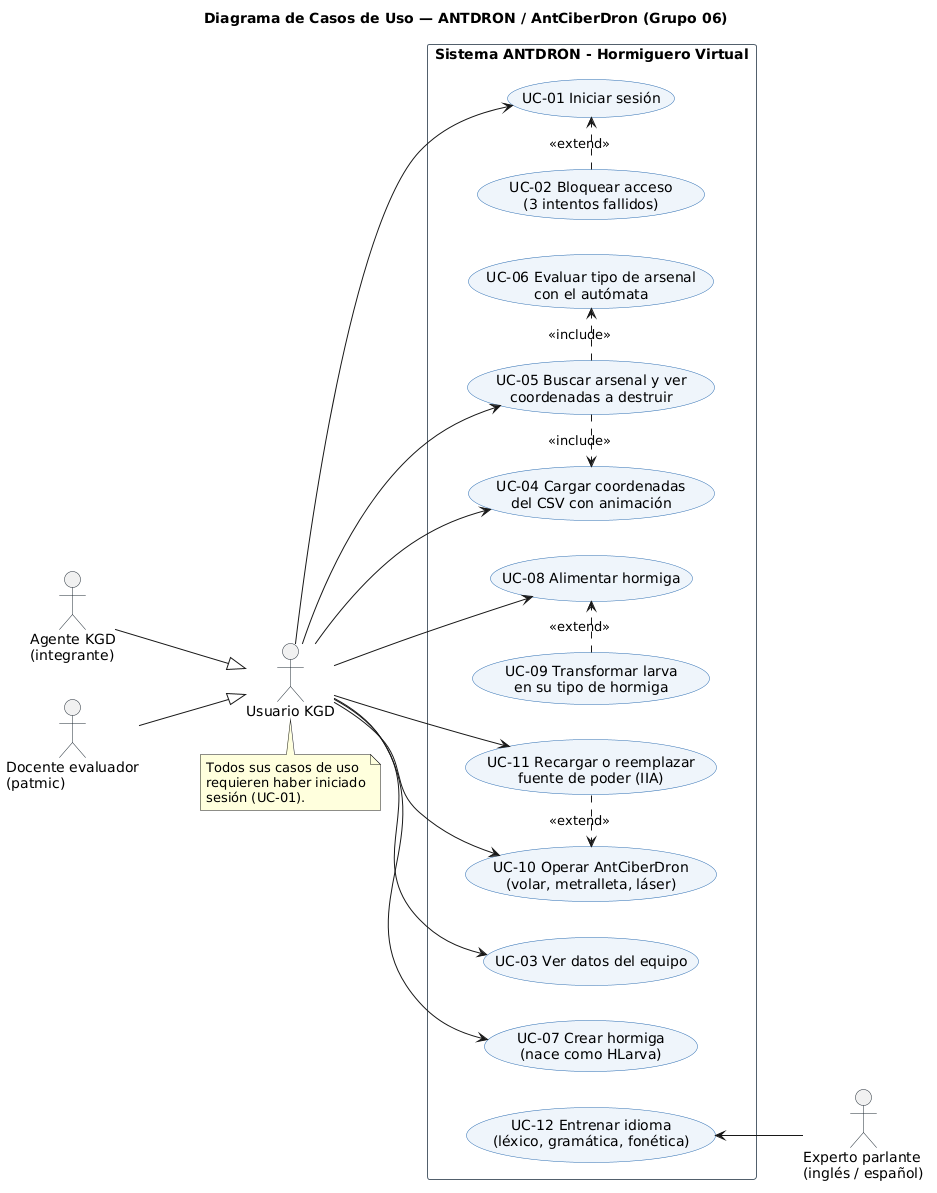 Diagrama de Casos de Uso — ANTDRON / AntCiberDron (Grupo 06)
Sistema ANTDRON - Hormiguero Virtual
UC-01 Iniciar sesión
«extend»
UC-02 Bloquear acceso
(3 intentos fallidos)
UC-06 Evaluar tipo de arsenal
con el autómata
«include»
UC-05 Buscar arsenal y ver
coordenadas a destruir
«include»
UC-04 Cargar coordenadas
del CSV con animación
UC-08 Alimentar hormiga
«extend»
UC-09 Transformar larva
en su tipo de hormiga
UC-11 Recargar o reemplazar
fuente de poder (IIA)
«extend»
UC-10 Operar AntCiberDron
(volar, metralleta, láser)
UC-03 Ver datos del equipo
UC-07 Crear hormiga
(nace como HLarva)
UC-12 Entrenar idioma
(léxico, gramática, fonética)
Agente KGD
(integrante)
Docente evaluador
(patmic)
Usuario KGD
Todos sus casos de uso
requieren haber iniciado
sesión (UC-01).
Experto parlante
(inglés / español)